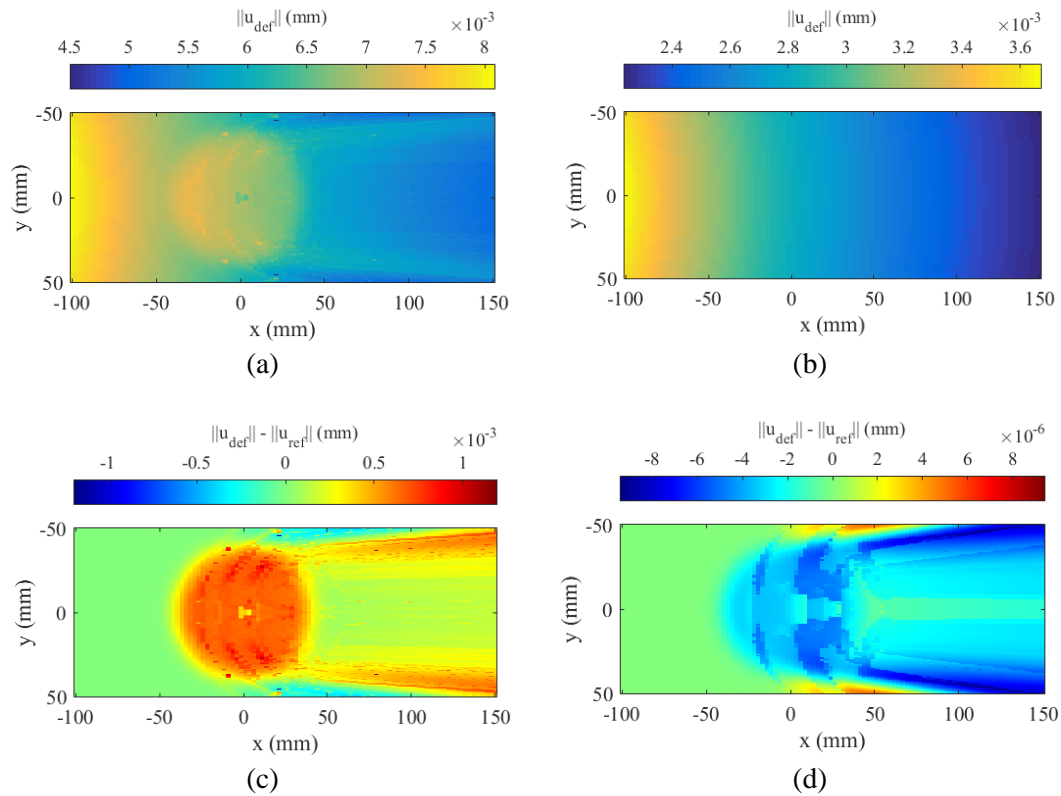 ||u_def|| (mm) ×10^-3
4.5 5 5.5 6 6.5 7 7.5 8
-50
0
50
y (mm)
-100 -50 0 50 100 150
x (mm)
(a)
||u_def|| (mm) ×10^-3
2.4 2.6 2.8 3 3.2 3.4 3.6
-50
0
50
y (mm)
-100 -50 0 50 100 150
x (mm)
(b)
||u_def|| - ||u_ref|| (mm) ×10^-3
-1 -0.5 0 0.5 1
-50
0
50
y (mm)
-100 -50 0 50 100 150
x (mm)
(c)
||u_def|| - ||u_ref|| (mm) ×10^-6
-8 -6 -4 -2 0 2 4 6 8
-50
0
50
y (mm)
-100 -50 0 50 100 150
x (mm)
(d)